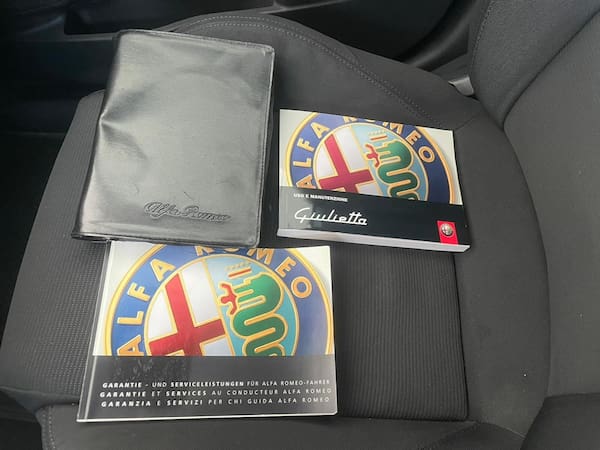 Alfa Romeo
ALFA ROMEO
USO E MANUTENZIONE
Giulietta
ALFA ROMEO
GARANTIE - UND SERVICELEISTUNGEN FÜR ALFA ROMEO-FAHRER
GARANTIE ET SERVICES AU CONDUCTEUR ALFA ROMEO
GARANZIA E SERVIZI PER CHI GUIDA ALFA ROMEO